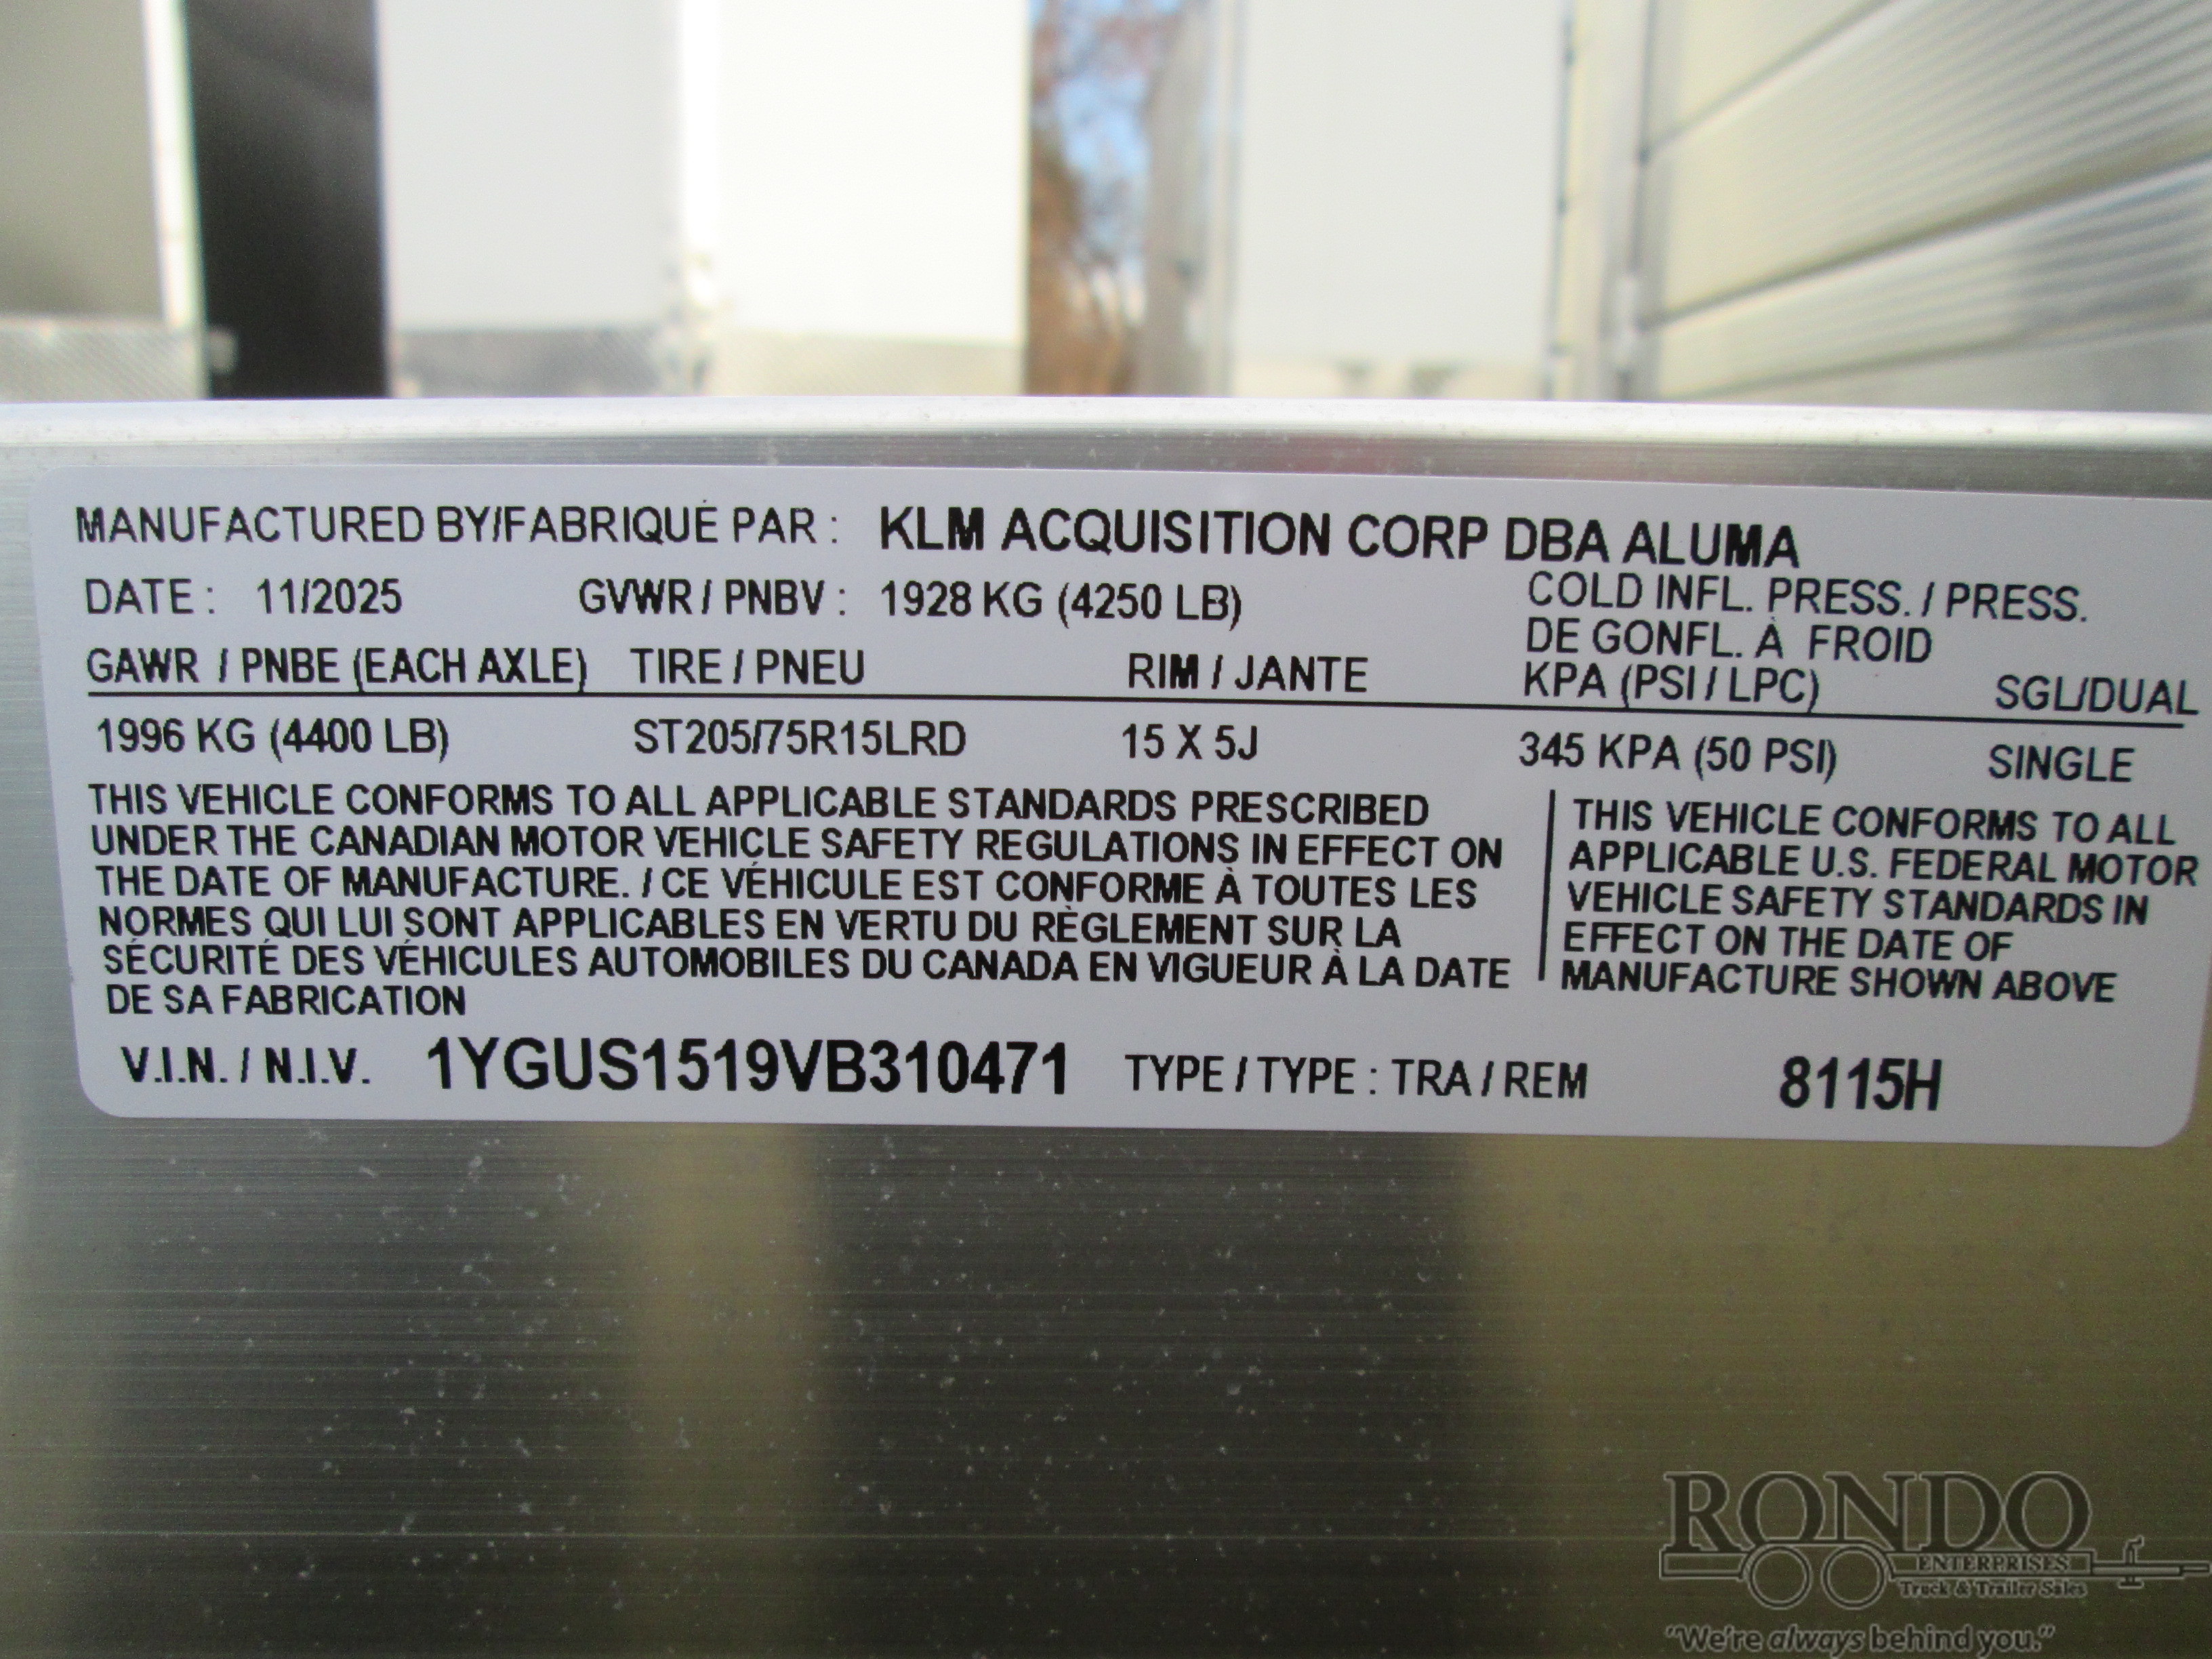 MANUFACTURED BY/FABRIQUÉ PAR : KLM ACQUISITION CORP DBA ALUMA
DATE : 11/2025 GVWR / PNBV : 1928 KG (4250 LB)
COLD INFL. PRESS. / PRESS.
DE GONFL. À FROID
GAWR / PNBE (EACH AXLE) TIRE / PNEU RIM / JANTE KPA (PSI / LPC) SGL/DUAL
1996 KG (4400 LB) ST205/75R15LRD 15 X 5J 345 KPA (50 PSI) SINGLE
THIS VEHICLE CONFORMS TO ALL APPLICABLE STANDARDS PRESCRIBED
UNDER THE CANADIAN MOTOR VEHICLE SAFETY REGULATIONS IN EFFECT ON
THE DATE OF MANUFACTURE. / CE VÉHICULE EST CONFORME À TOUTES LES
NORMES QUI LUI SONT APPLICABLES EN VERTU DU RÈGLEMENT SUR LA
SÉCURITÉ DES VÉHICULES AUTOMOBILES DU CANADA EN VIGUEUR À LA DATE
DE SA FABRICATION
THIS VEHICLE CONFORMS TO ALL
APPLICABLE U.S. FEDERAL MOTOR
VEHICLE SAFETY STANDARDS IN
EFFECT ON THE DATE OF
MANUFACTURE SHOWN ABOVE
V.I.N. / N.I.V. 1YGUS1519VB310471 TYPE / TYPE : TRA / REM 8115H
RONDO
ENTERPRISES
Truck & Trailer Sales
"We're always behind you."